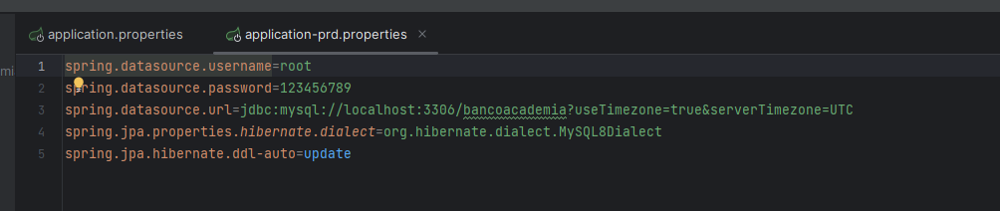 application.properties
application-prd.properties
mi
1 spring.datasource.username=root
2 spring.datasource.password=123456789
3 spring.datasource.url=jdbc:mysql://localhost:3306/bancoacademia?useTimezone=true&serverTimezone=UTC
4 spring.jpa.properties.hibernate.dialect=org.hibernate.dialect.MySQL8Dialect
5 spring.jpa.hibernate.ddl-auto=update